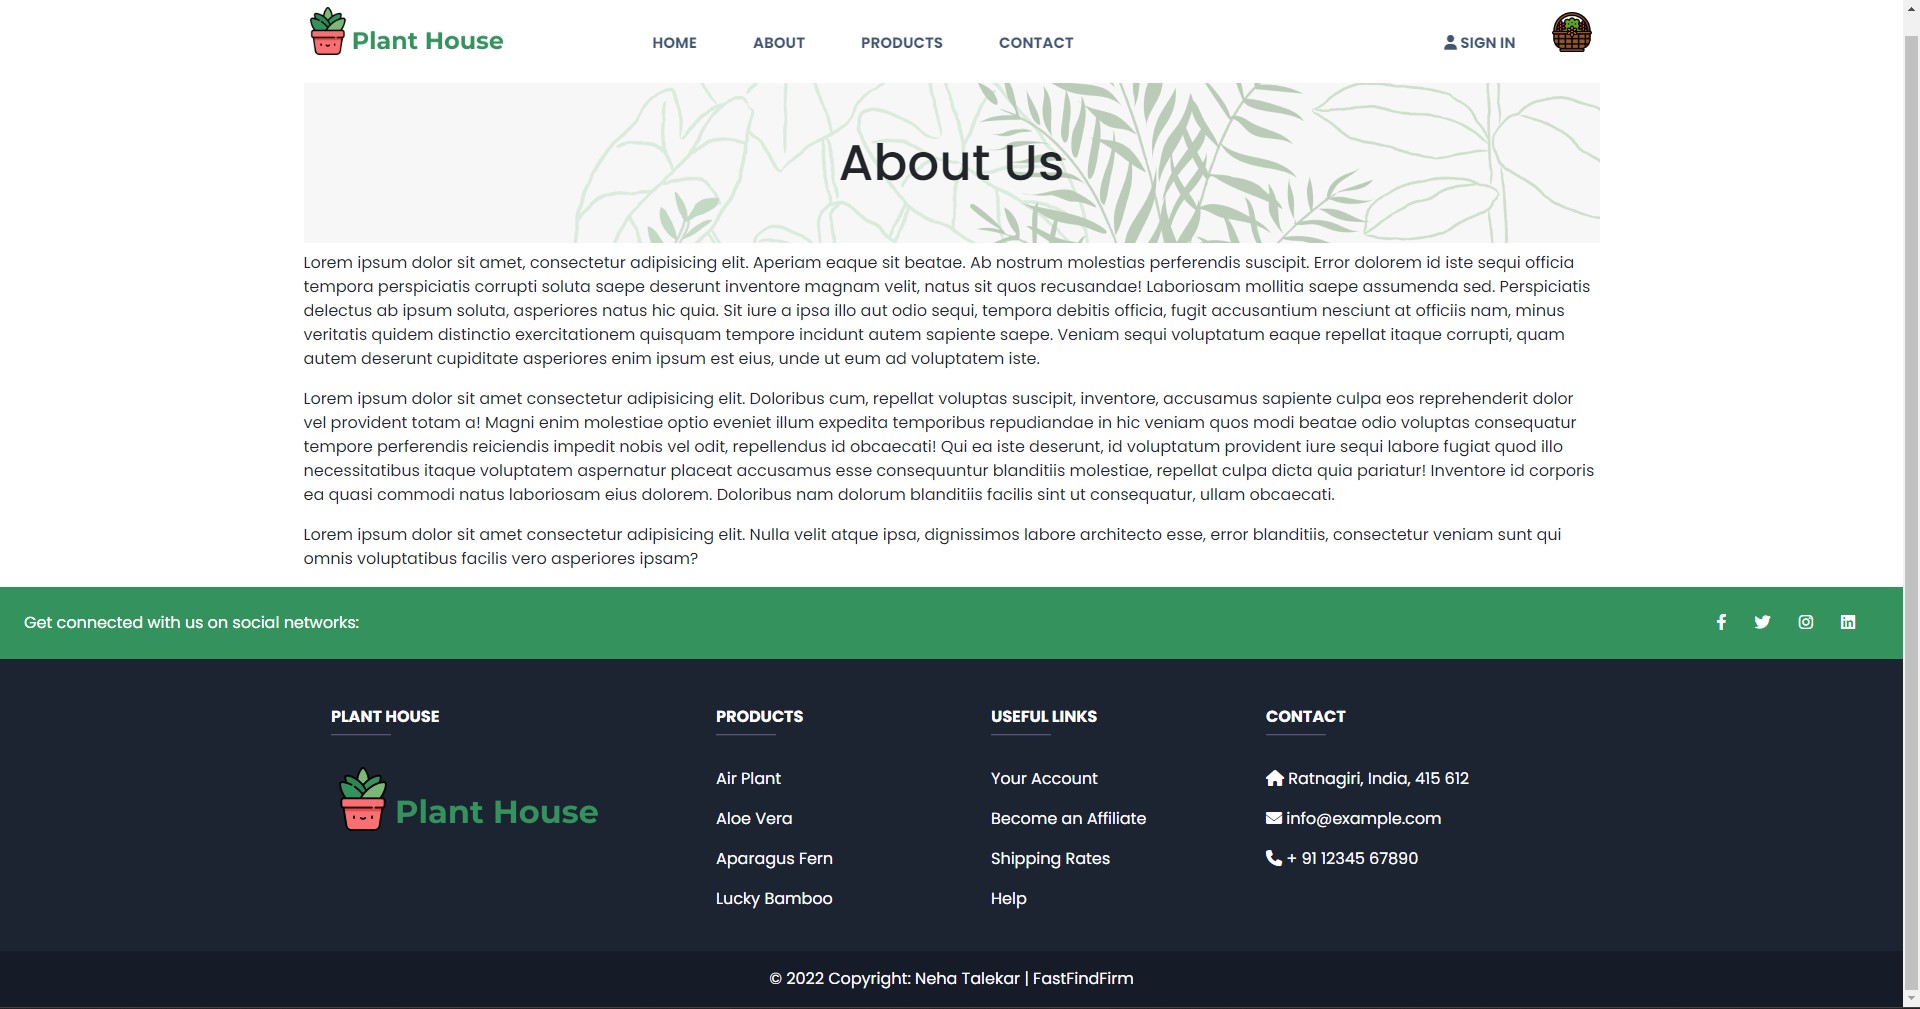 Plant House
HOME
ABOUT
PRODUCTS
CONTACT
SIGN IN
About Us
Lorem ipsum dolor sit amet, consectetur adipisicing elit. Aperiam eaque sit beatae. Ab nostrum molestias perferendis suscipit. Error dolorem id iste sequi officia
tempora perspiciatis corrupti soluta saepe deserunt inventore magnam velit, natus sit quos recusandae! Laboriosam mollitia saepe assumenda sed. Perspiciatis
delectus ab ipsum soluta, asperiores natus hic quia. Sit iure a ipsa illo aut odio sequi, tempora debitis officia, fugit accusantium nesciunt at officiis nam, minus
veritatis quidem distinctio exercitationem quisquam tempore incidunt autem sapiente saepe. Veniam sequi voluptatum eaque repellat itaque corrupti, quam
autem deserunt cupiditate asperiores enim ipsum est eius, unde ut eum ad voluptatem iste.
Lorem ipsum dolor sit amet consectetur adipisicing elit. Doloribus cum, repellat voluptas suscipit, inventore, accusamus sapiente culpa eos reprehenderit dolor
vel provident totam a! Magni enim molestiae optio eveniet illum expedita temporibus repudiandae in hic veniam quos modi beatae odio voluptas consequatur
tempore perferendis reiciendis impedit nobis vel odit, repellendus id obcaecati! Qui ea iste deserunt, id voluptatum provident iure sequi labore fugiat quod illo
necessitatibus itaque voluptatem aspernatur placeat accusamus esse consequuntur blanditiis molestiae, repellat culpa dicta quia pariatur! Inventore id corporis
ea quasi commodi natus laboriosam eius dolorem. Doloribus nam dolorum blanditiis facilis sint ut consequatur, ullam obcaecati.
Lorem ipsum dolor sit amet consectetur adipisicing elit. Nulla velit atque ipsa, dignissimos labore architecto esse, error blanditiis, consectetur veniam sunt qui
omnis voluptatibus facilis vero asperiores ipsam?
Get connected with us on social networks:
PLANT HOUSE
Plant House
PRODUCTS
Air Plant
Aloe Vera
Aparagus Fern
Lucky Bamboo
USEFUL LINKS
Your Account
Become an Affiliate
Shipping Rates
Help
CONTACT
Ratnagiri, India, 415 612
info@example.com
+ 91 12345 67890
© 2022 Copyright: Neha Talekar | FastFindFirm